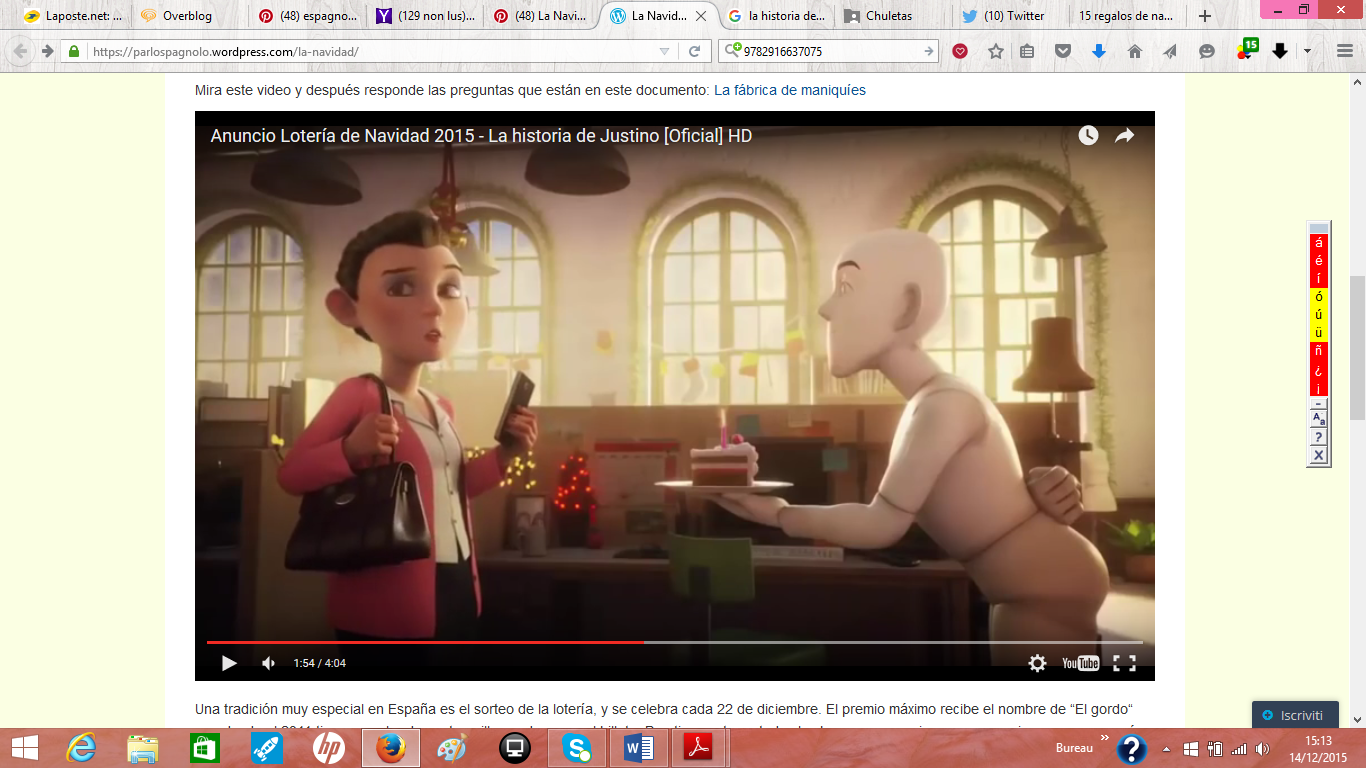 Laposte.net: ...
Overblog
(48) espagno...
(129 non lus)...
(48) La Navi...
La Navid...
la historia de...
Chuletas
(10) Twitter
15 regalos de na...
https://parlospagnolo.wordpress.com/la-navidad/
9782916637075
15
Mira este video y después responde las preguntas que están en este documento: La fábrica de maniquíes
Anuncio Lotería de Navidad 2015 - La historia de Justino [Oficial] HD
á
é
í
ó
ú
ü
ñ
¿
¡
-
Aa
?
X
1:54 / 4:04
YouTube
Una tradición muy especial en España es el sorteo de la lotería, y se celebra cada 22 de diciembre. El premio máximo recibe el nombre de “El gordo“
Iscriviti
hp
Bureau
15:13
14/12/2015